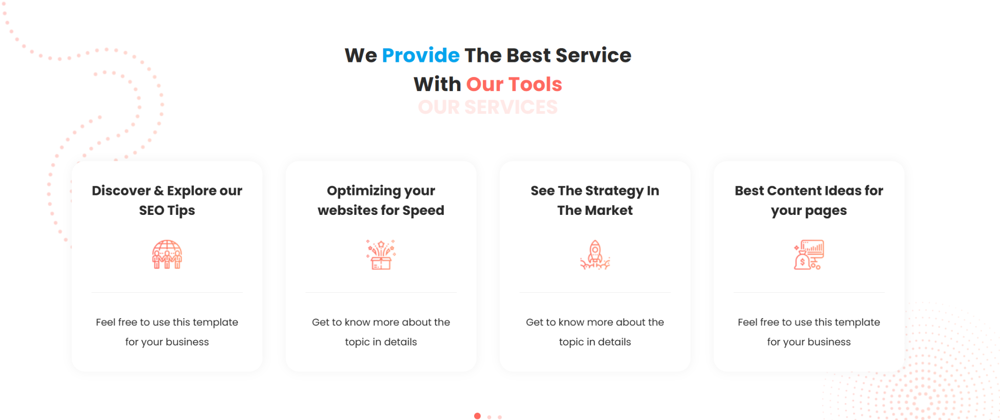 We Provide The Best Service
With Our Tools
OUR SERVICES
Discover & Explore our
SEO Tips
Feel free to use this template
for your business
Optimizing your
websites for Speed
Get to know more about the
topic in details
See The Strategy In
The Market
Get to know more about the
topic in details
Best Content Ideas for
your pages
$
Feel free to use this template
for your business